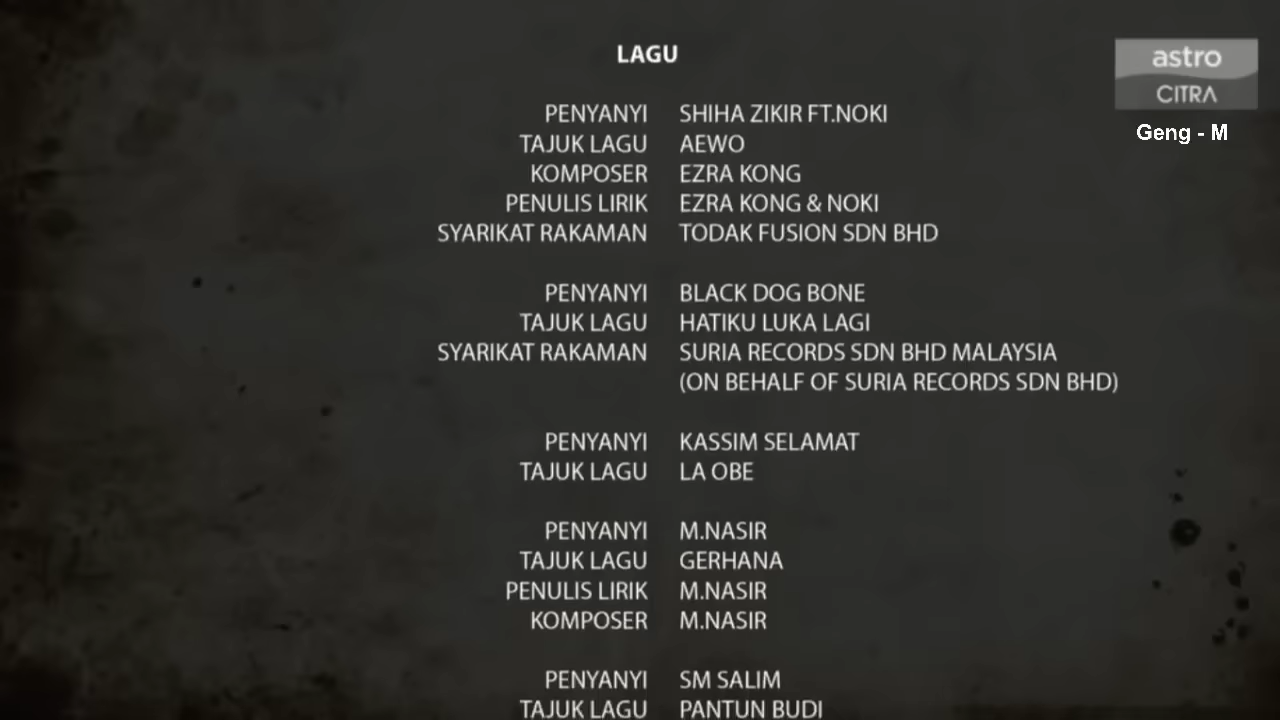 LAGU
astro
CITRA
Geng - M
PENYANYI SHIHA ZIKIR FT.NOKI
TAJUK LAGU AEWO
KOMPOSER EZRA KONG
PENULIS LIRIK EZRA KONG & NOKI
SYARIKAT RAKAMAN TODAK FUSION SDN BHD
PENYANYI BLACK DOG BONE
TAJUK LAGU HATIKU LUKA LAGI
SYARIKAT RAKAMAN SURIA RECORDS SDN BHD MALAYSIA
(ON BEHALF OF SURIA RECORDS SDN BHD)
PENYANYI KASSIM SELAMAT
TAJUK LAGU LA OBE
PENYANYI M.NASIR
TAJUK LAGU GERHANA
PENULIS LIRIK M.NASIR
KOMPOSER M.NASIR
PENYANYI SM SALIM
TAJUK LAGU PANTUN BUDI